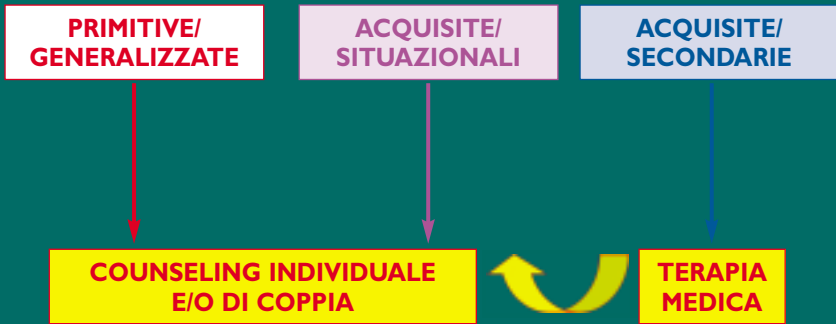 PRIMITIVE/
GENERALIZZATE
ACQUISITE/
SITUAZIONALI
ACQUISITE/
SECONDARIE
COUNSELING INDIVIDUALE
E/O DI COPPIA
TERAPIA
MEDICA